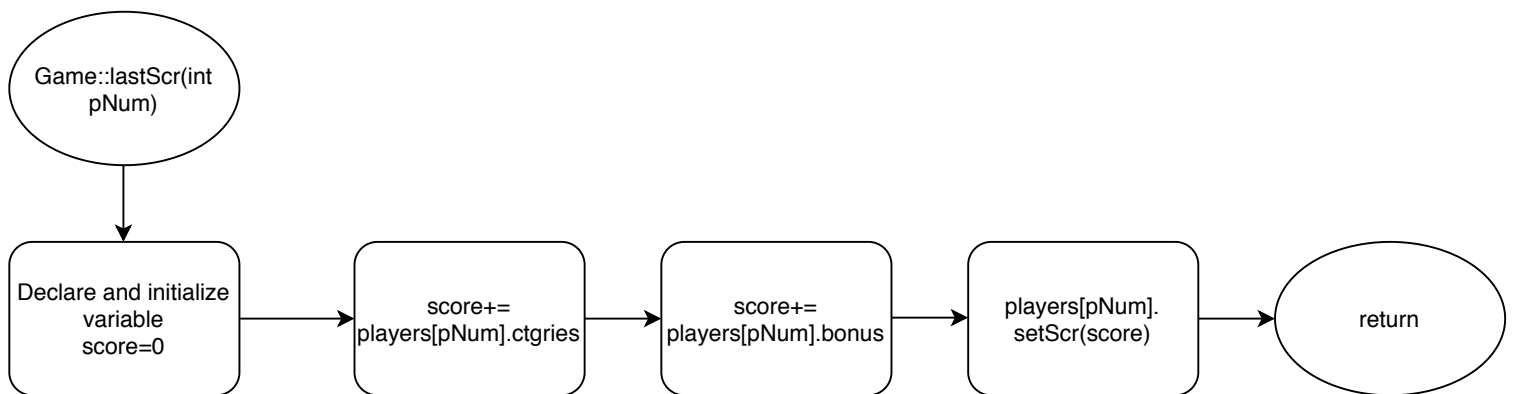 Game::lastScr(int
pNum)
Declare and initialize
variable
score=0
score+=
players[pNum].ctgries
score+=
players[pNum].bonus
players[pNum].
setScr(score)
return